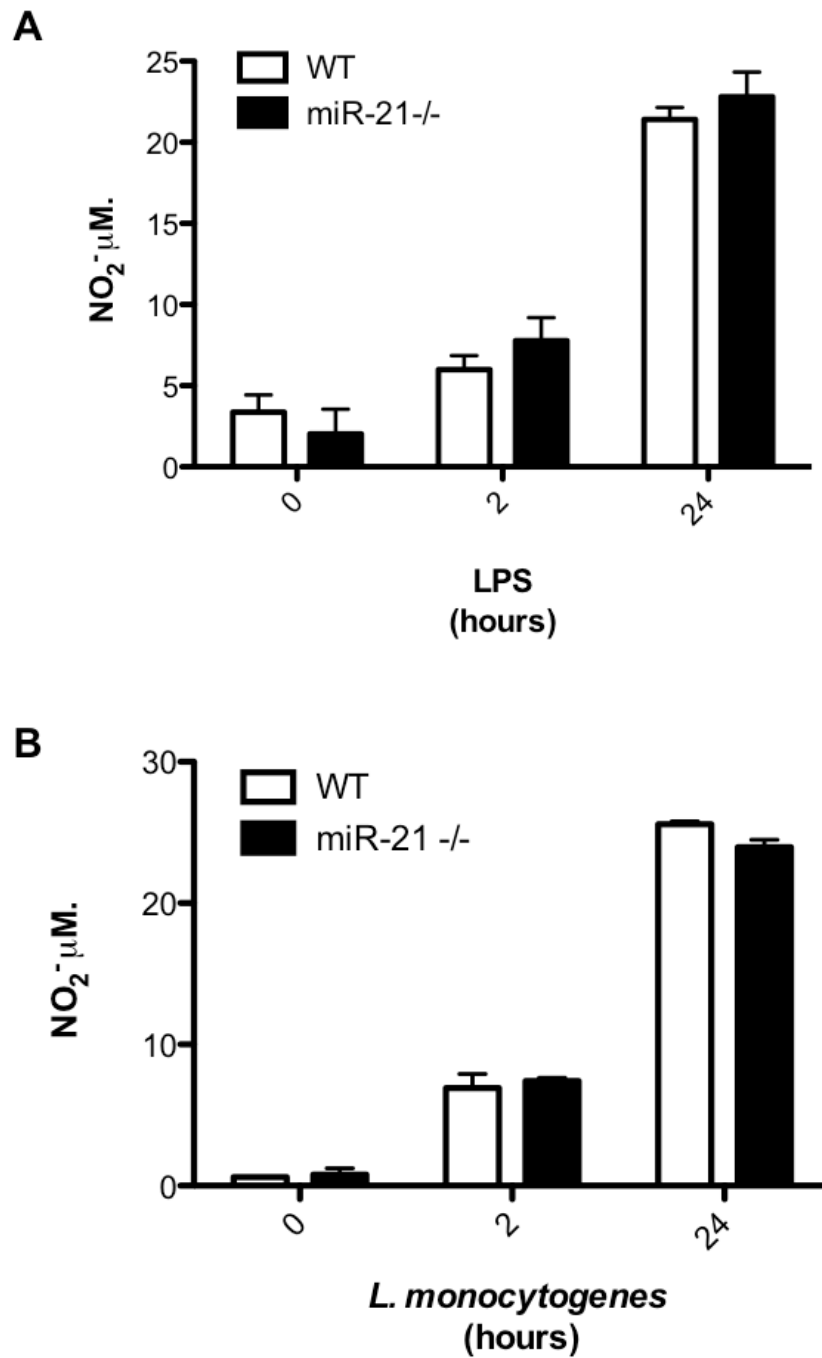 A
25
20
15
10
5
0
NO2- μM.
WT
miR-21-/-
0
2
24
LPS
(hours)
B
30
20
10
0
NO2- μM.
WT
miR-21 -/-
0
2
24
L. monocytogenes
(hours)